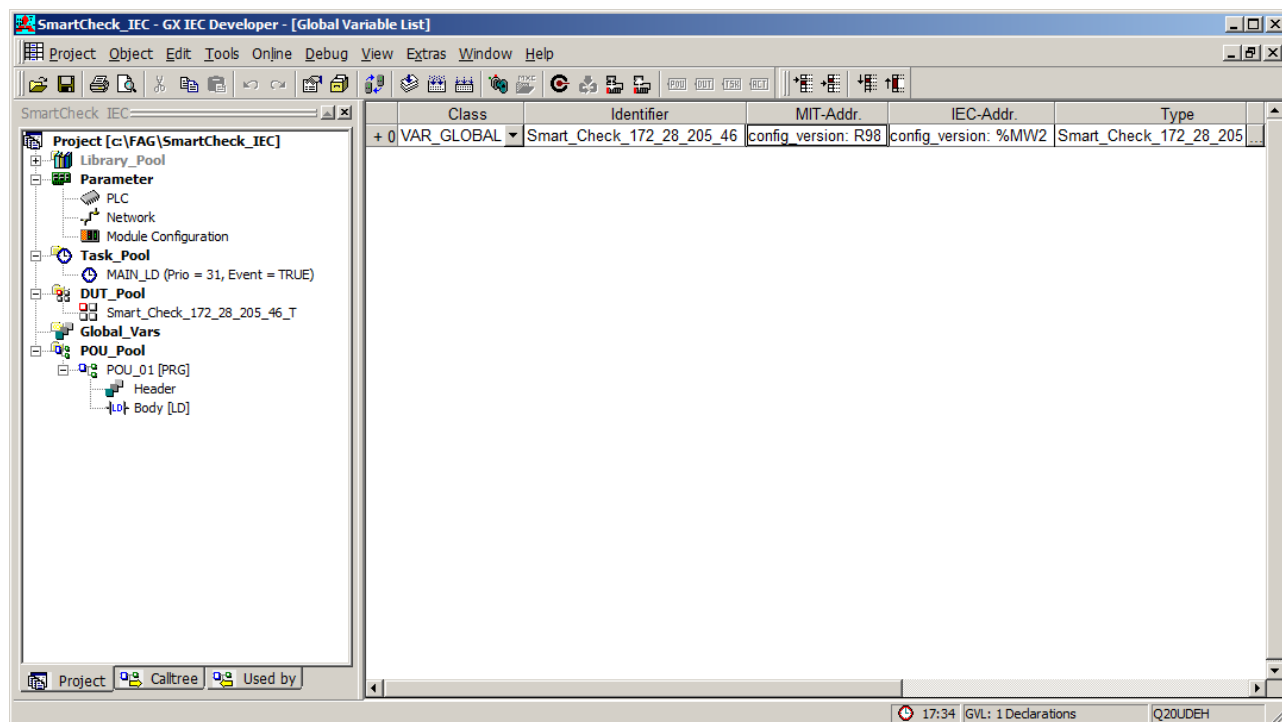 SmartCheck_IEC - GX IEC Developer - [Global Variable List]
Project Object Edit Tools Online Debug View Extras Window Help
SmartCheck IEC
Project [c:\FAG\SmartCheck_IEC]
Library_Pool
Parameter
PLC
Network
Module Configuration
Task_Pool
MAIN_LD (Prio = 31, Event = TRUE)
DUT_Pool
Smart_Check_172_28_205_46_T
Global_Vars
POU_Pool
POU_01 [PRG]
Header
Body [LD]
Project Calltree Used by
Class Identifier MIT-Addr. IEC-Addr. Type
+ 0 VAR_GLOBAL Smart_Check_172_28_205_46 config_version: R98 config_version: %MW2 Smart_Check_172_28_205 ...
17:34 GVL: 1 Declarations Q20UDEH